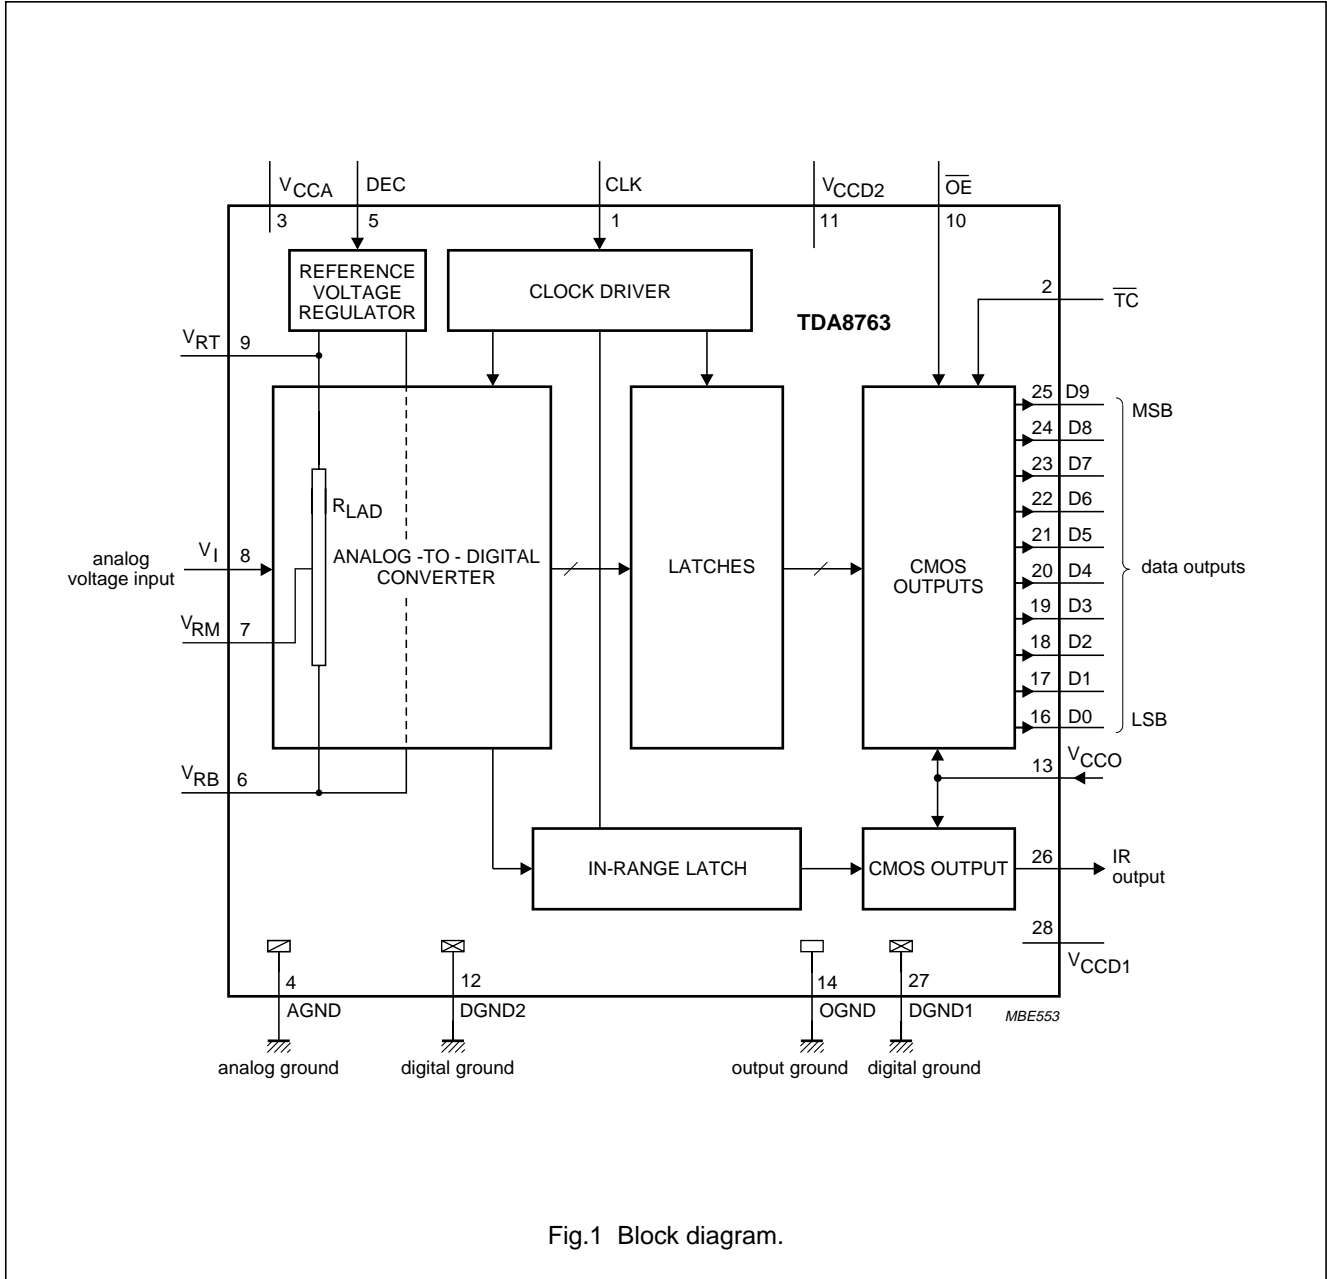 VCCA DEC CLK VCCD2 OE
3 5 1 11 10
REFERENCE
VOLTAGE
REGULATOR
CLOCK DRIVER
2 TC
TDA8763
VRT 9
25 D9 MSB
24 D8
23 D7
22 D6
21 D5
20 D4
19 D3
18 D2
17 D1
16 D0 LSB
data outputs
RLAD
analog
voltage input
VI 8
ANALOG -TO - DIGITAL
CONVERTER
LATCHES
CMOS
OUTPUTS
VRM 7
VRB 6
13 VCCO
IN-RANGE LATCH
CMOS OUTPUT
26 IR
output
28
VCCD1
4 12 14 27
AGND DGND2 OGND DGND1
MBE553
analog ground digital ground output ground digital ground
Fig.1 Block diagram.